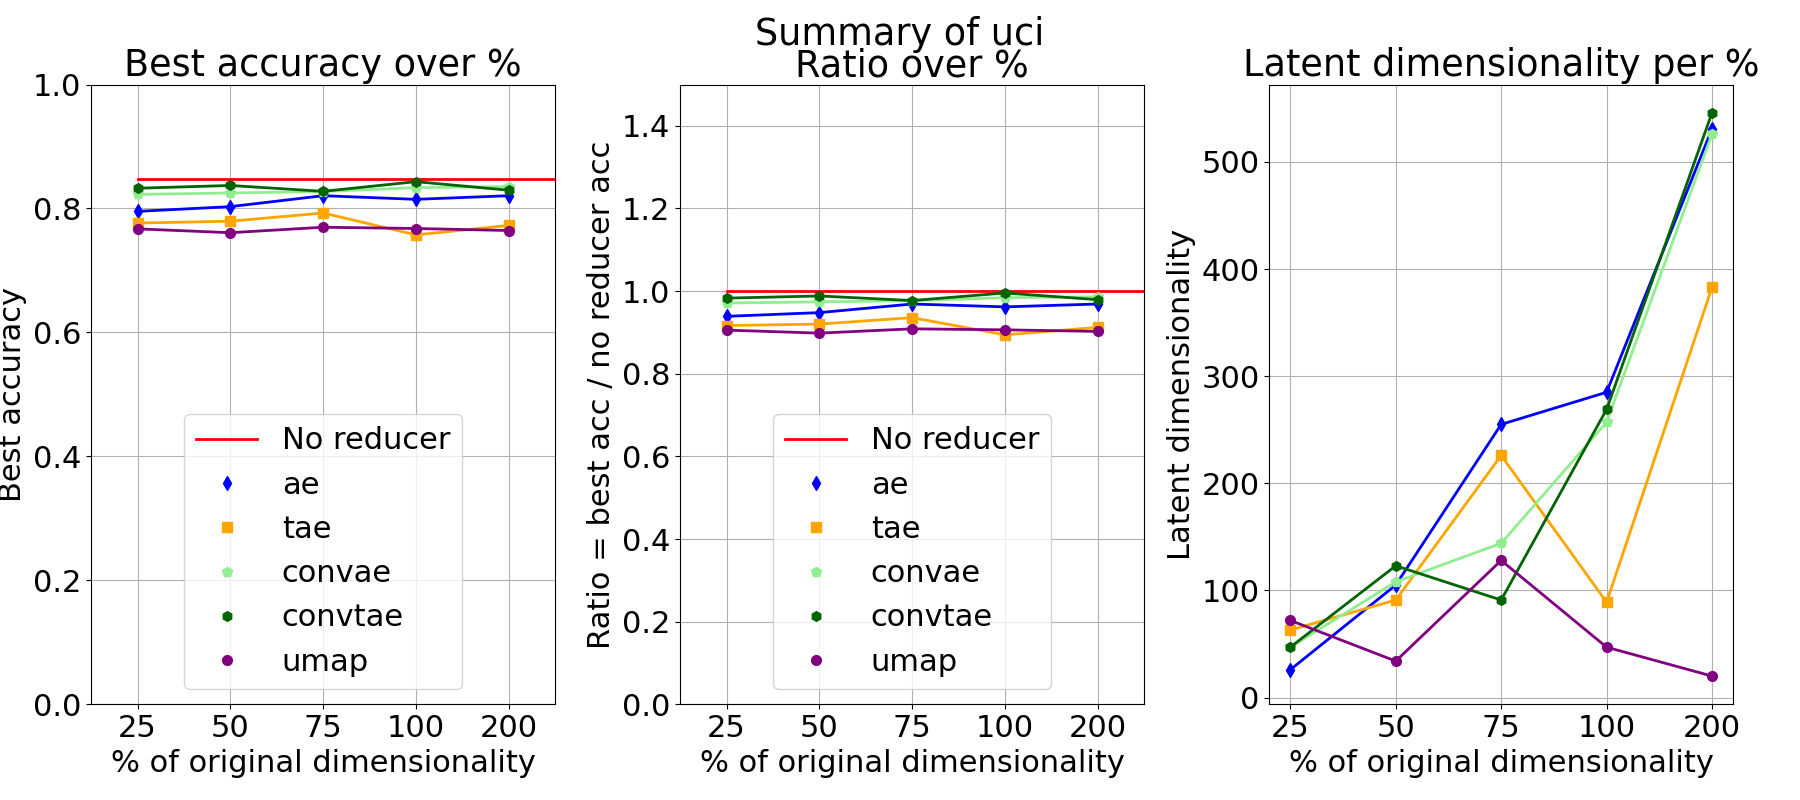 Summary of uci
Best accuracy over %
Best accuracy
1.0
0.8
0.6
0.4
0.2
0.0
No reducer
ae
tae
convae
convtae
umap
25 50 75 100 200
% of original dimensionality
Ratio over %
Ratio = best acc / no reducer acc
1.4
1.2
1.0
0.8
0.6
0.4
0.2
0.0
No reducer
ae
tae
convae
convtae
umap
25 50 75 100 200
% of original dimensionality
Latent dimensionality per %
Latent dimensionality
500
400
300
200
100
0
25 50 75 100 200
% of original dimensionality